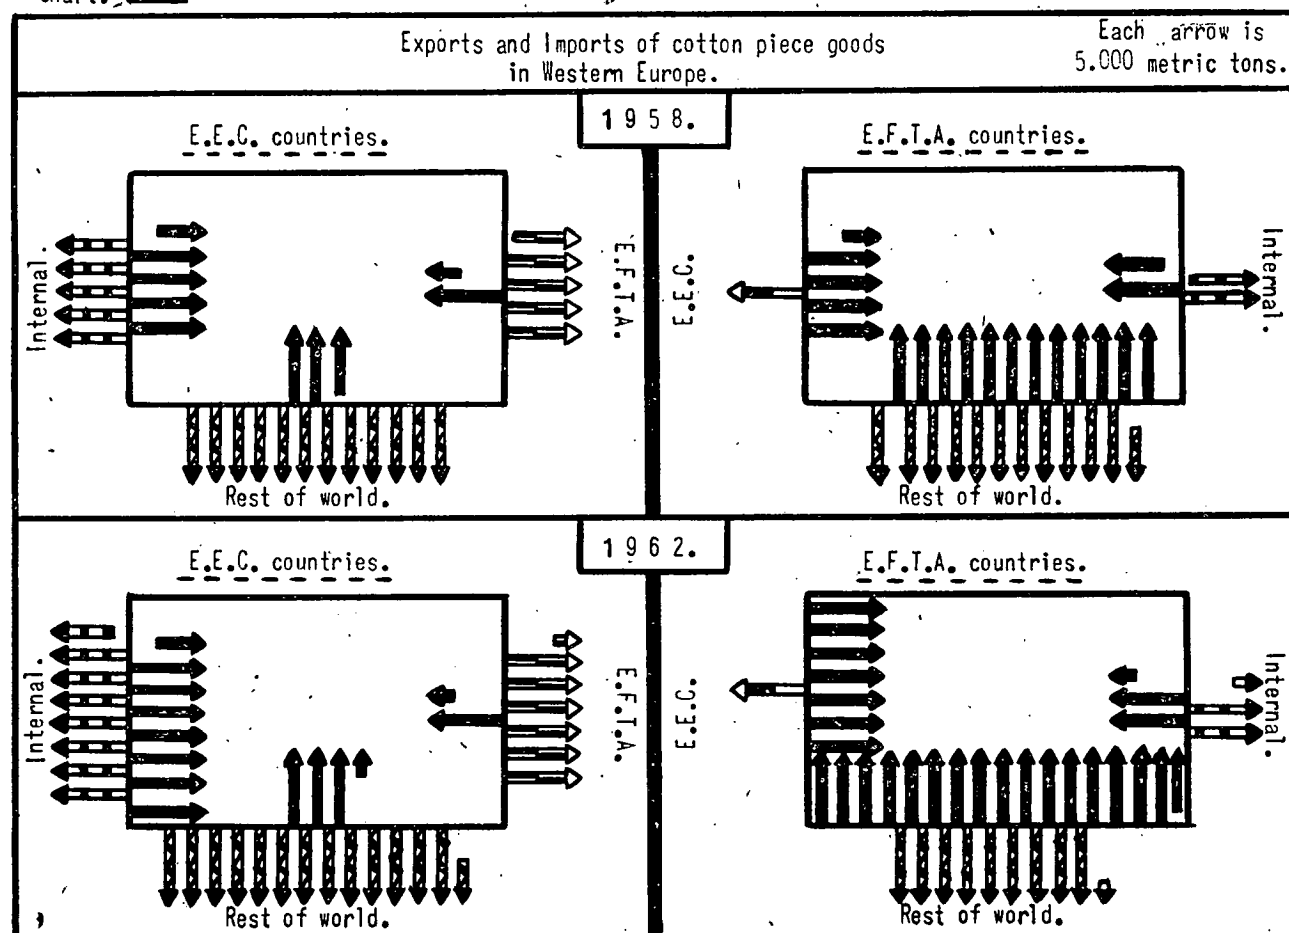 Exports and Imports of cotton piece goods
in Western Europe.
Each arrow is
5.000 metric tons.
1958.
E.E.C. countries.
E.F.T.A. countries.
Internal.
E.F.T.A.
E.E.C.
Internal.
Rest of world.
Rest of world.
1962.
E.E.C. countries.
E.F.T.A. countries.
Internal.
E.F.T.A.
E.E.C.
Internal.
Rest of world.
Rest of world.